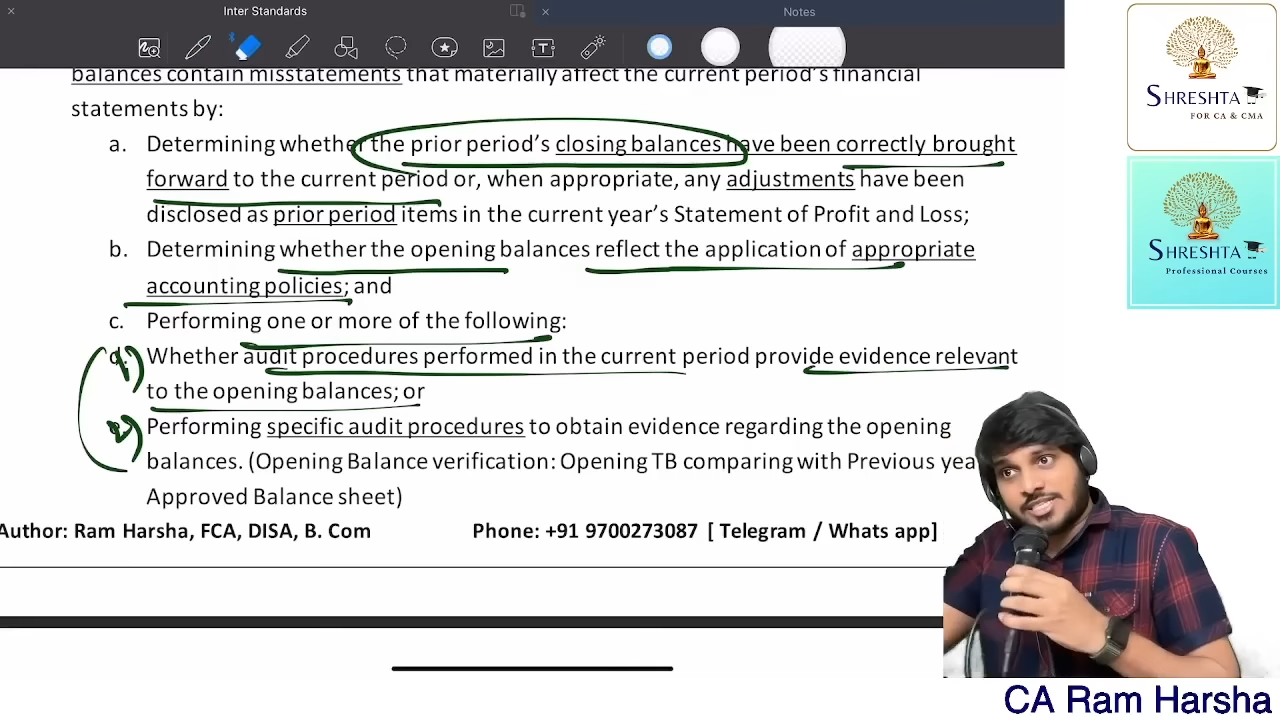 Inter Standards
Notes
balances contain misstatements that materially affect the current period's financial
statements by:
a. Determining whether the prior period's closing balances have been correctly brought
forward to the current period or, when appropriate, any adjustments have been
disclosed as prior period items in the current year's Statement of Profit and Loss;
b. Determining whether the opening balances reflect the application of appropriate
accounting policies; and
c. Performing one or more of the following:
1) Whether audit procedures performed in the current period provide evidence relevant
to the opening balances; or
2) Performing specific audit procedures to obtain evidence regarding the opening
balances. (Opening Balance verification: Opening TB comparing with Previous
Approved Balance sheet)
Author: Ram Harsha, FCA, DISA, B. Com Phone: +91 9700273087 [ Telegram / Whats app]
SHRESHTA
FOR CA & CMA
SHRESHTA
Professional Courses
CA Ram Harsha